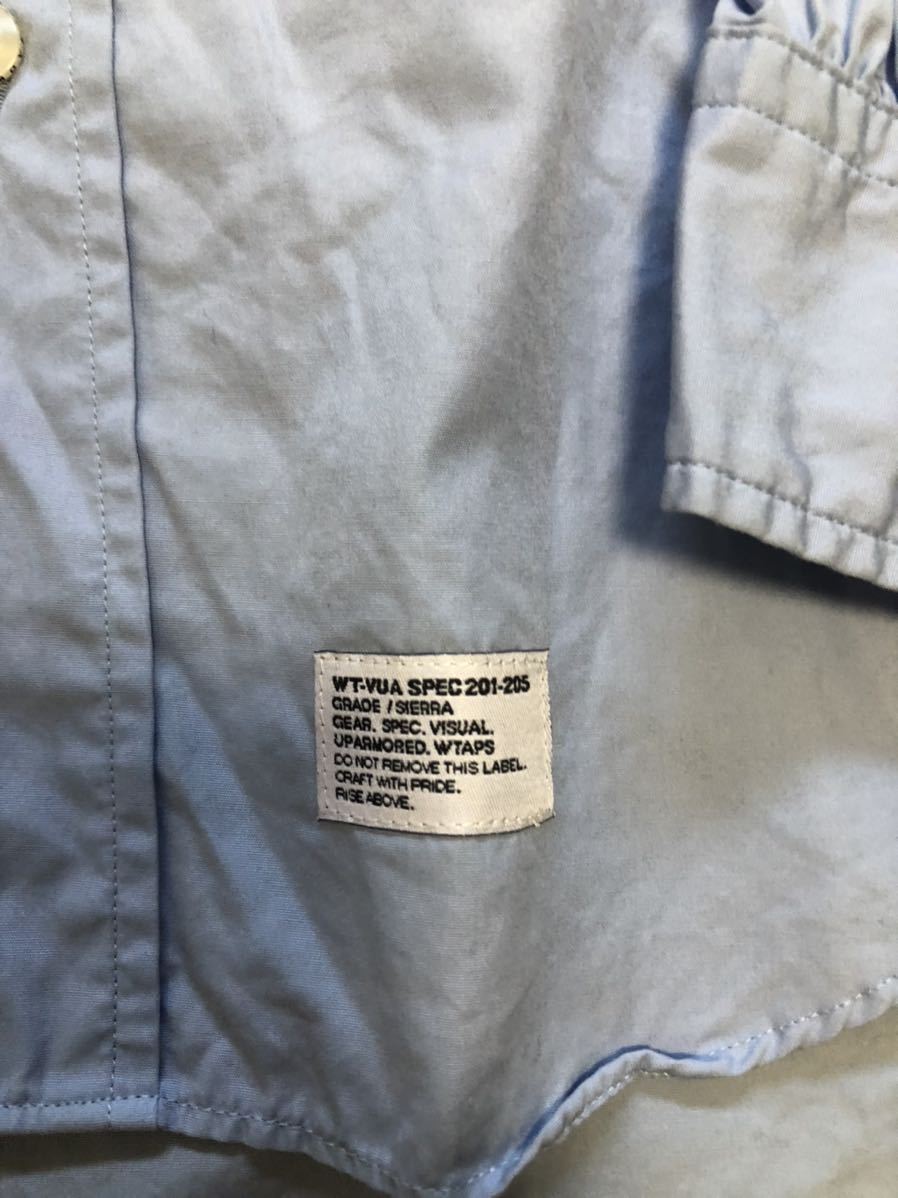 WT-VUA SPEC 201-205
GRADE / SIERRA
GEAR. SPEC. VISUAL.
UPARMORED. WTAPS
DO NOT REMOVE THIS LABEL.
CRAFT WITH PRIDE.
RISE ABOVE.